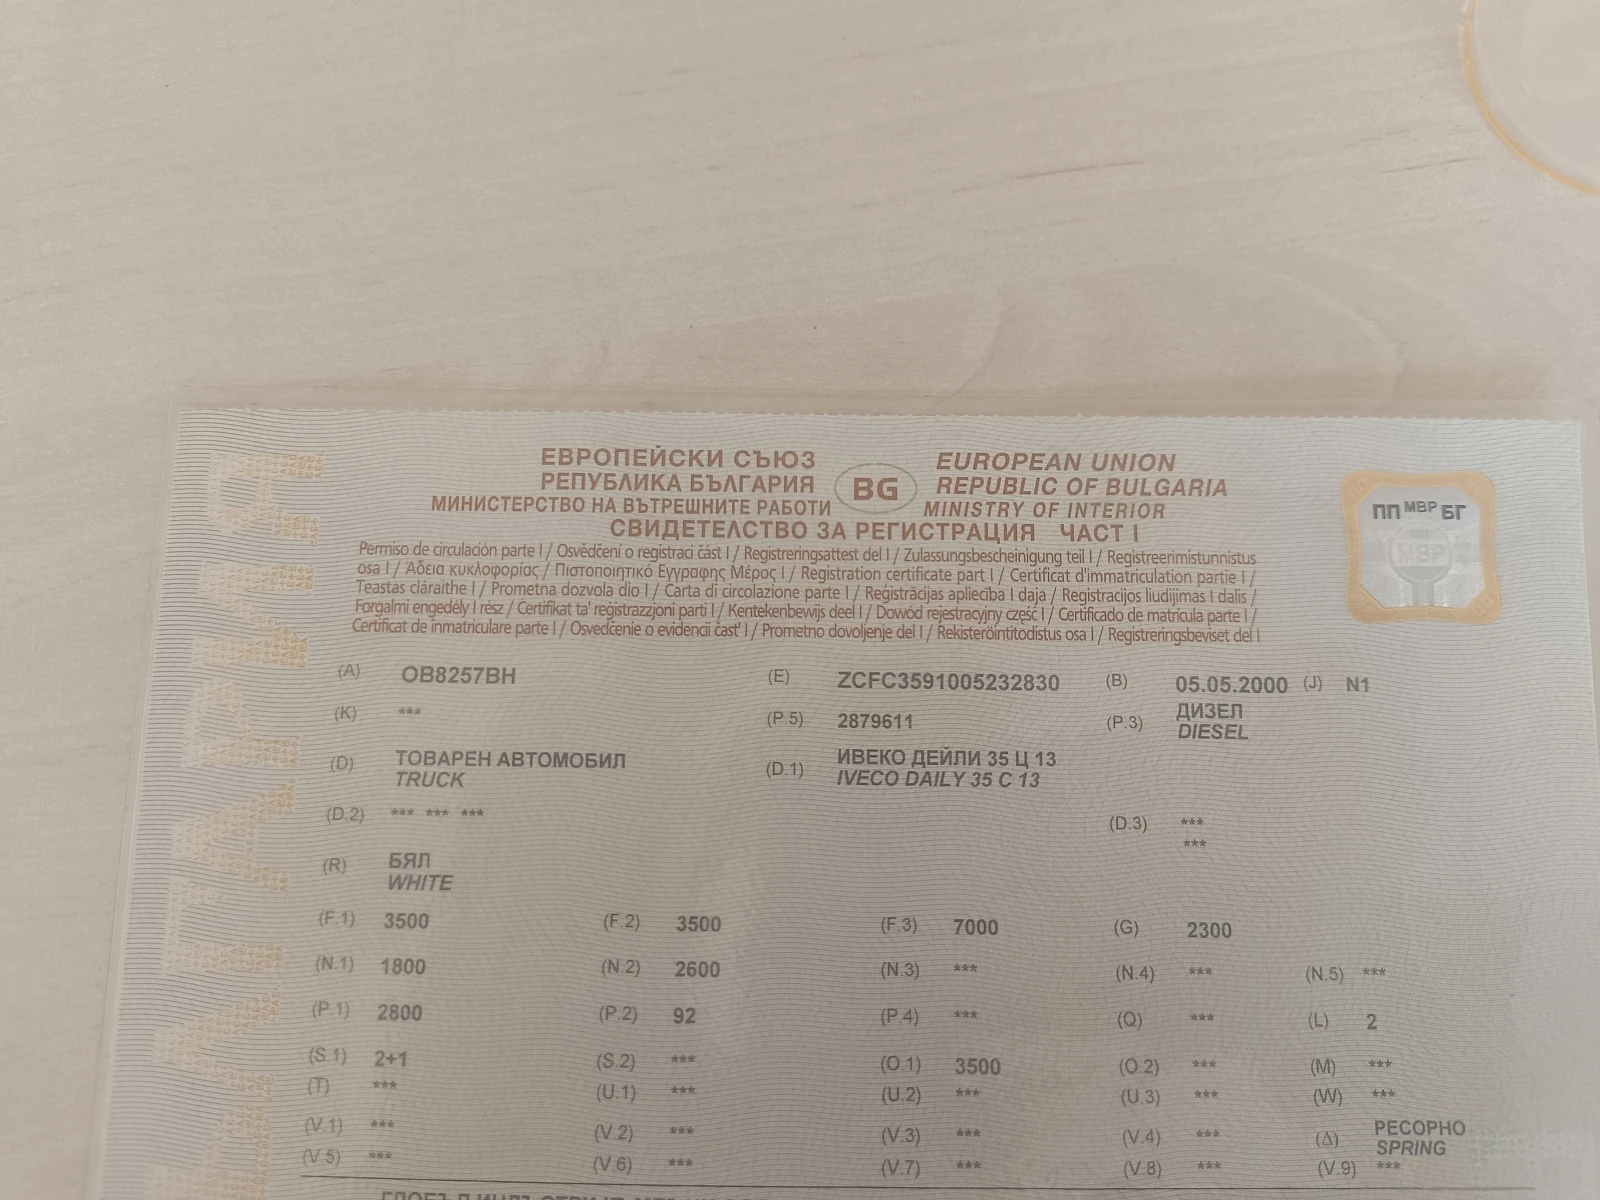 ЕВРОПЕЙСКИ СЪЮЗ
РЕПУБЛИКА БЪЛГАРИЯ
МИНИСТЕРСТВО НА ВЪТРЕШНИТЕ РАБОТИ
BG
EUROPEAN UNION
REPUBLIC OF BULGARIA
MINISTRY OF INTERIOR
СВИДЕТЕЛСТВО ЗА РЕГИСТРАЦИЯ ЧАСТ I
ПП МВР БГ
МВР
Permiso de circulación parte I / Osvědčení o registraci část I / Registreringsattest del I / Zulassungsbescheinigung teil I / Registreerimistunnistus
osa I / Άδεια κυκλοφορίας / Πιστοποιητικό Εγγραφης Μέρος I / Registration certificate part I / Certificat d'immatriculation partie I /
Teastas cláraithe I / Prometna dozvola dio I / Carta di circolazione parte I / Reģistrācijas apliecība I daja / Registracijos liudijimas I dalis /
Forgalmi engedély I rész / Certifikat ta' reġistrazzjoni parti I / Kentekenbewijs deel I / Dowód rejestracyjny część I / Certificado de matrícula parte I /
Certificat de înmatriculare parte I / Osvedčenie o evidencii časť I / Prometno dovoljenje del I / Rekisteröintitodistus osa I / Registreringsbeviset del I
(A) OB8257BH (E) ZCFC3591005232830 (B) 05.05.2000 (J) N1
(K) *** (P.5) 2879611 (P.3) ДИЗЕЛ
DIESEL
(D) ТОВАРЕН АВТОМОБИЛ (D.1) ИВЕКО ДЕЙЛИ 35 Ц 13
TRUCK IVECO DAILY 35 C 13
(D.2) *** *** *** (D.3) ***
***
(R) БЯЛ
WHITE
(F.1) 3500 (F.2) 3500 (F.3) 7000 (G) 2300
(N.1) 1800 (N.2) 2600 (N.3) *** (N.4) *** (N.5) ***
(P.1) 2800 (P.2) 92 (P.4) *** (Q) *** (L) 2
(S.1) 2+1 (S.2) *** (O.1) 3500 (O.2) *** (M) ***
(T) *** (U.1) *** (U.2) *** (U.3) *** (W) ***
(V.1) *** (V.2) *** (V.3) *** (V.4) *** (Δ) РЕСОРНО
SPRING
(V.5) *** (V.6) *** (V.7) *** (V.8) *** (V.9) ***